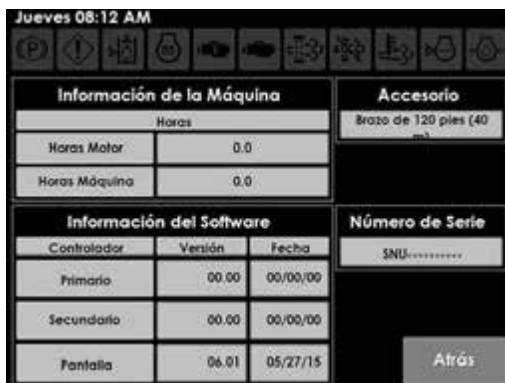 Jueves 08:12 AM
Información de la Máquina
Horas
Horas Motor 0.0
Horas Máquina 0.0
Accesorio
Brazo de 120 pies (40
m)
Información del Software
Controlador Versión Fecha
Primario 00.00 00/00/00
Secundario 00.00 00/00/00
Pantalla 06.01 05/27/15
Número de Serie
SNU----------
Atrás